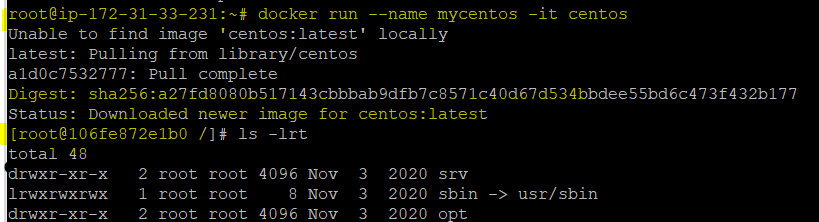 root@ip-172-31-33-231:~# docker run --name mycentos -it centos
Unable to find image 'centos:latest' locally
latest: Pulling from library/centos
a1d0c7532777: Pull complete
Digest: sha256:a27fd8080b517143cbbbab9dfb7c8571c40d67d534bbdee55bd6c473f432b177
Status: Downloaded newer image for centos:latest
[root@106fe872e1b0 /]# ls -lrt
total 48
drwxr-xr-x   2 root root 4096 Nov  3  2020 srv
lrwxrwxrwx   1 root root    8 Nov  3  2020 sbin -> usr/sbin
drwxr-xr-x   2 root root 4096 Nov  3  2020 opt